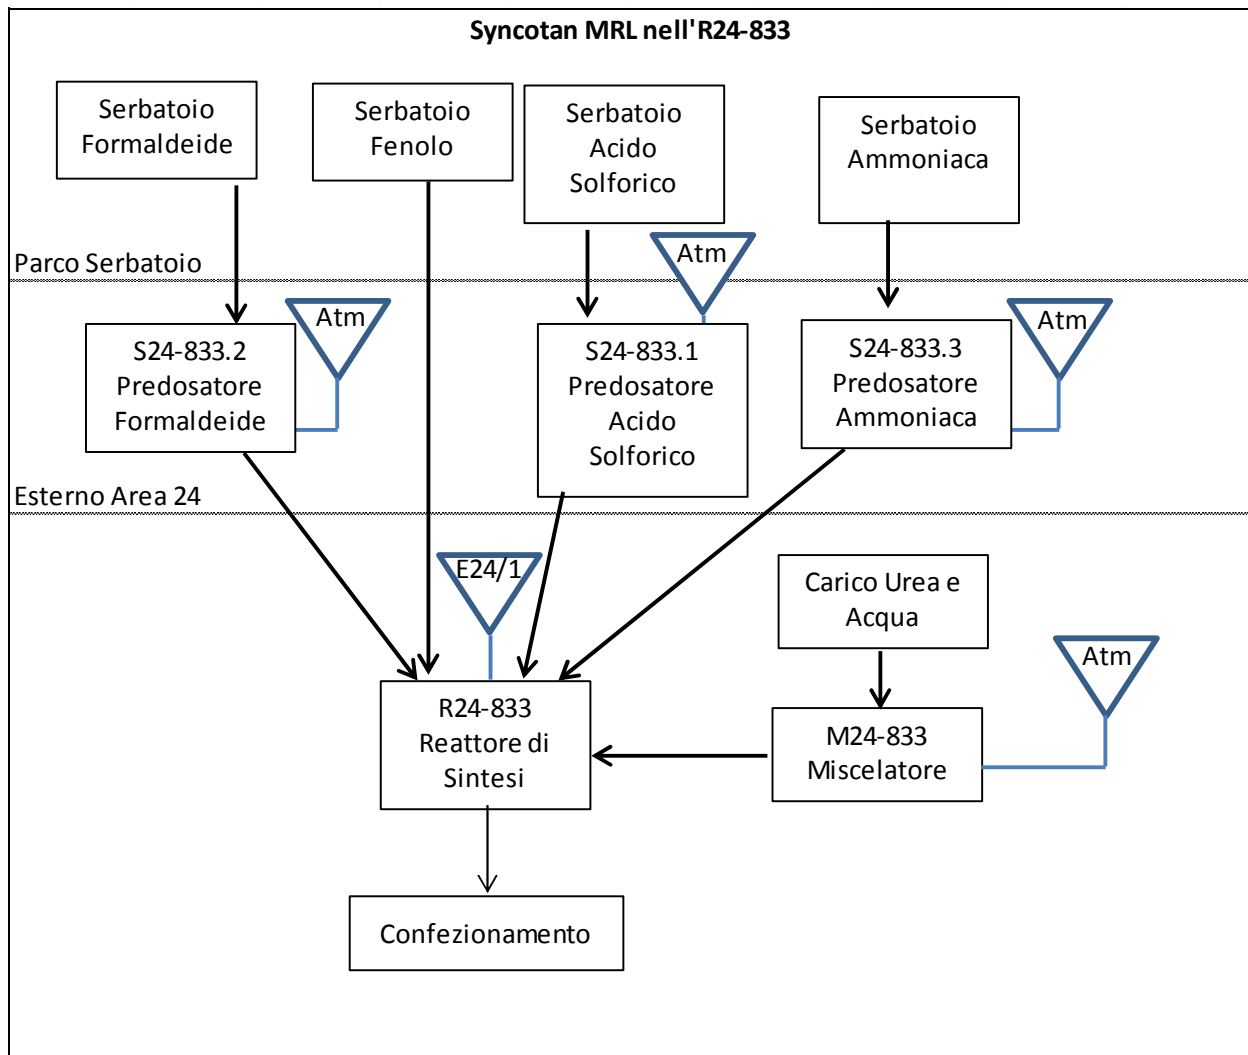 Syncotan MRL nell'R24-833
Serbatoio
Formaldeide
Serbatoio
Fenolo
Serbatoio
Acido
Solforico
Serbatoio
Ammoniaca
Parco Serbatoio
Atm
S24-833.2
Predosatore
Formaldeide
Atm
S24-833.1
Predosatore
Acido
Solforico
S24-833.3
Predosatore
Ammoniaca
Atm
Esterno Area 24
E24/1
Carico Urea e
Acqua
R24-833
Reattore di
Sintesi
M24-833
Miscelatore
Atm
Confezionamento